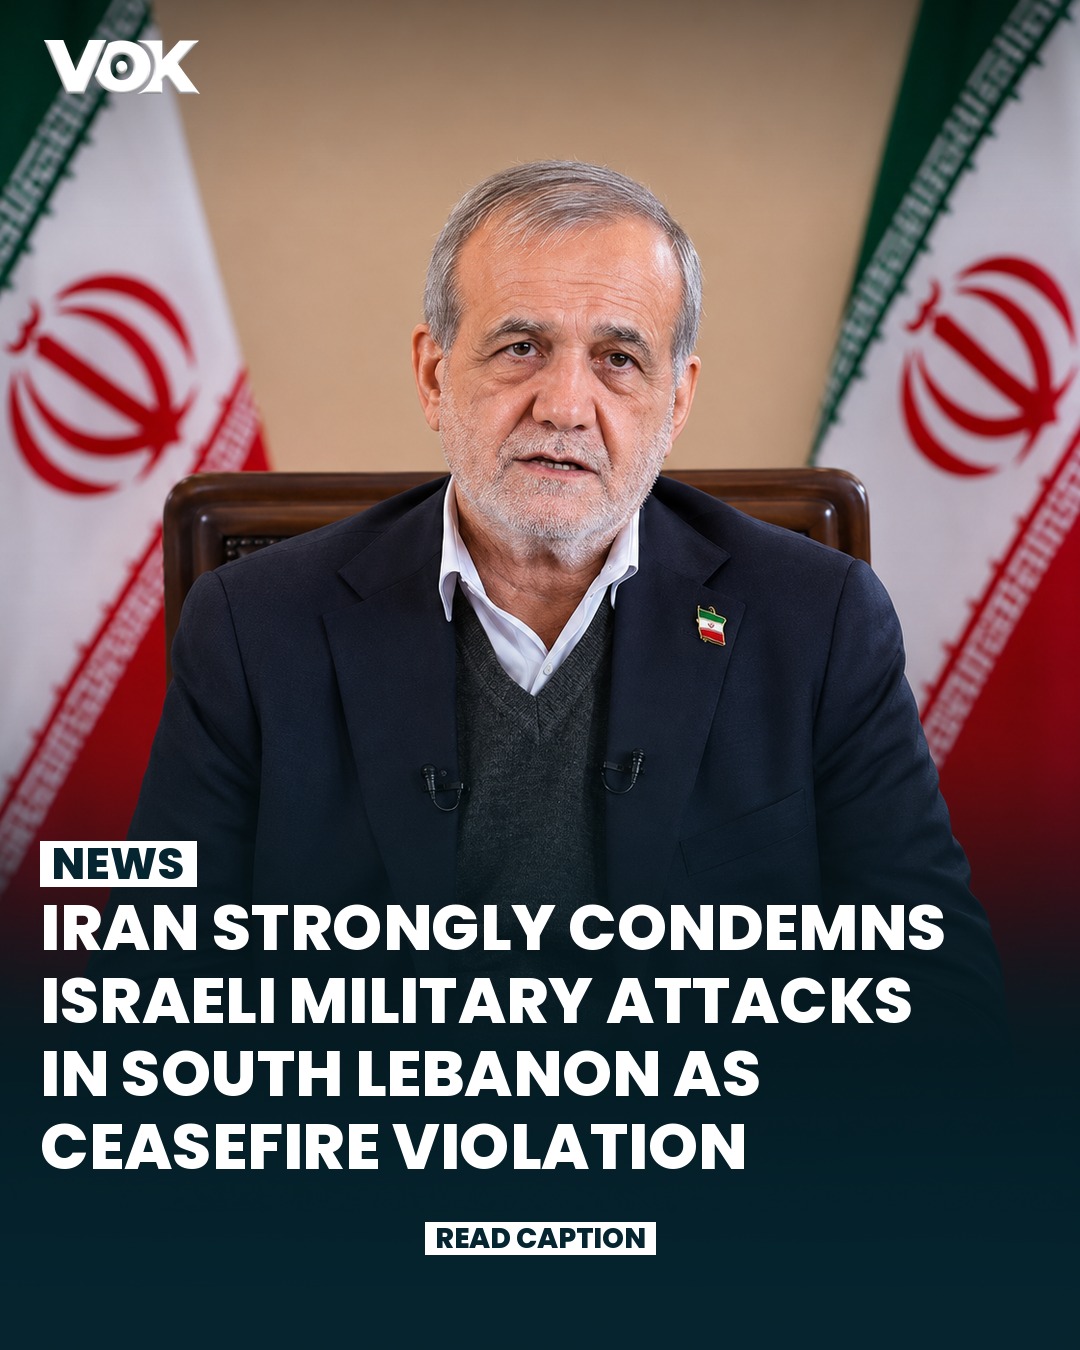 VOK
NEWS
IRAN STRONGLY CONDEMNS
ISRAELI MILITARY ATTACKS
IN SOUTH LEBANON AS
CEASEFIRE VIOLATION
READ CAPTION